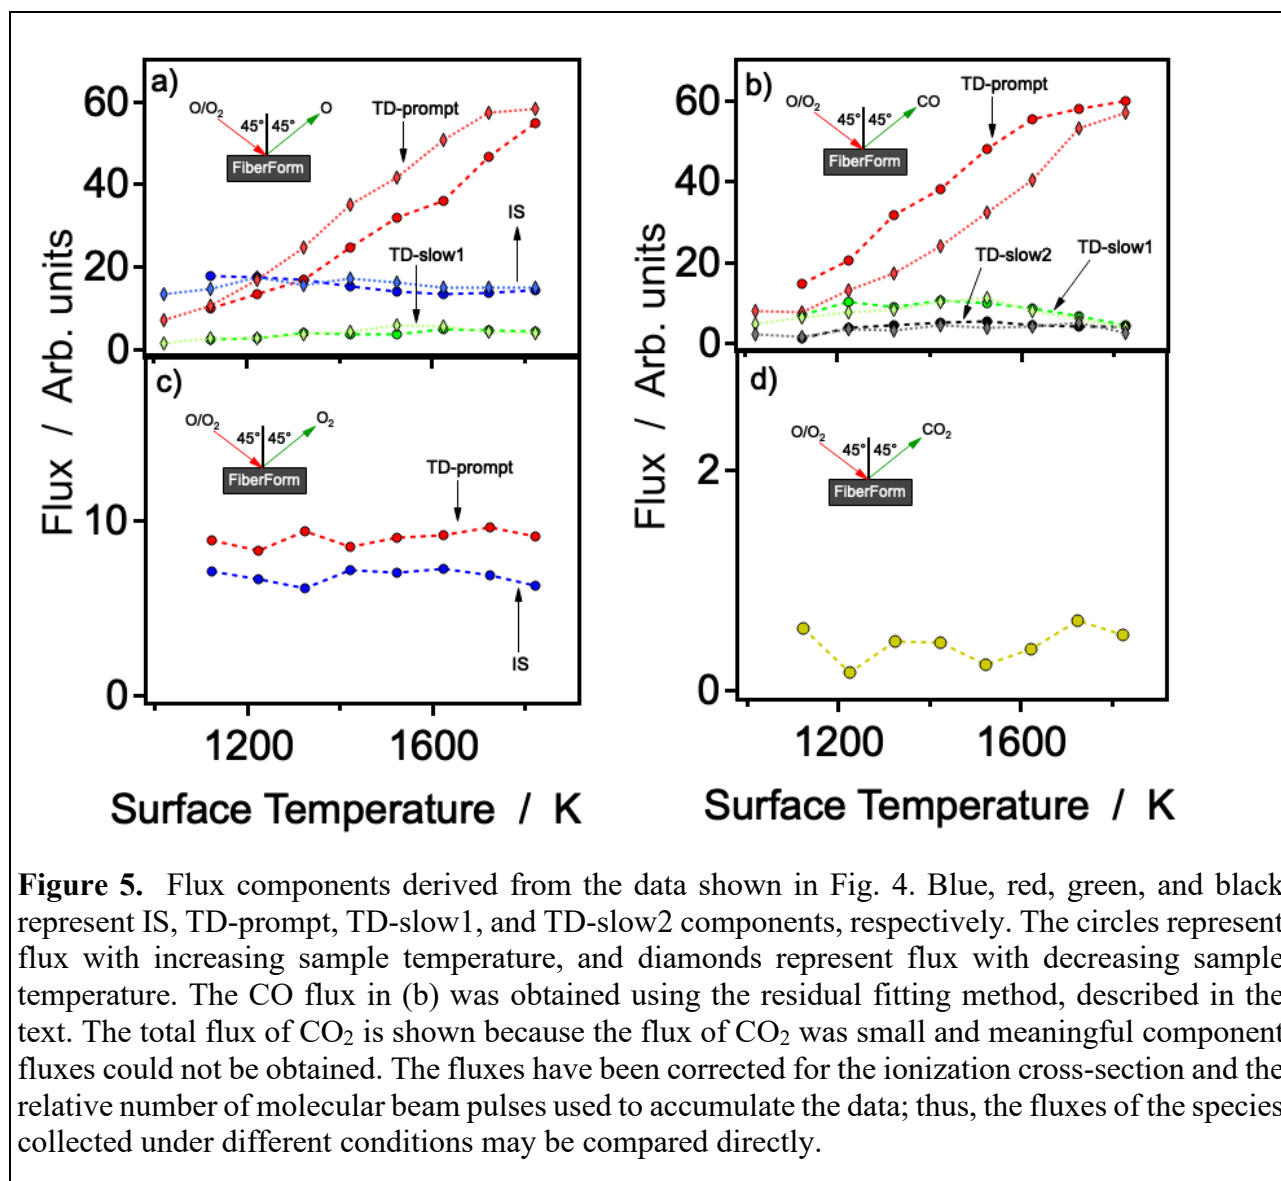 a)
O/O2
O
45°
45°
FiberForm
TD-prompt
IS
TD-slow1
60
40
20
0
b)
O/O2
CO
45°
45°
FiberForm
TD-prompt
TD-slow2
TD-slow1
60
40
20
0
c)
O/O2
O2
45°
45°
FiberForm
TD-prompt
IS
10
0
d)
O/O2
CO2
45°
45°
FiberForm
2
0
Flux / Arb. units
Flux / Arb. units
1200
1600
1200
1600
Surface Temperature / K
Surface Temperature / K
Figure 5. Flux components derived from the data shown in Fig. 4. Blue, red, green, and black
represent IS, TD-prompt, TD-slow1, and TD-slow2 components, respectively. The circles represent
flux with increasing sample temperature, and diamonds represent flux with decreasing sample
temperature. The CO flux in (b) was obtained using the residual fitting method, described in the
text. The total flux of CO2 is shown because the flux of CO2 was small and meaningful component
fluxes could not be obtained. The fluxes have been corrected for the ionization cross-section and the
relative number of molecular beam pulses used to accumulate the data; thus, the fluxes of the species
collected under different conditions may be compared directly.